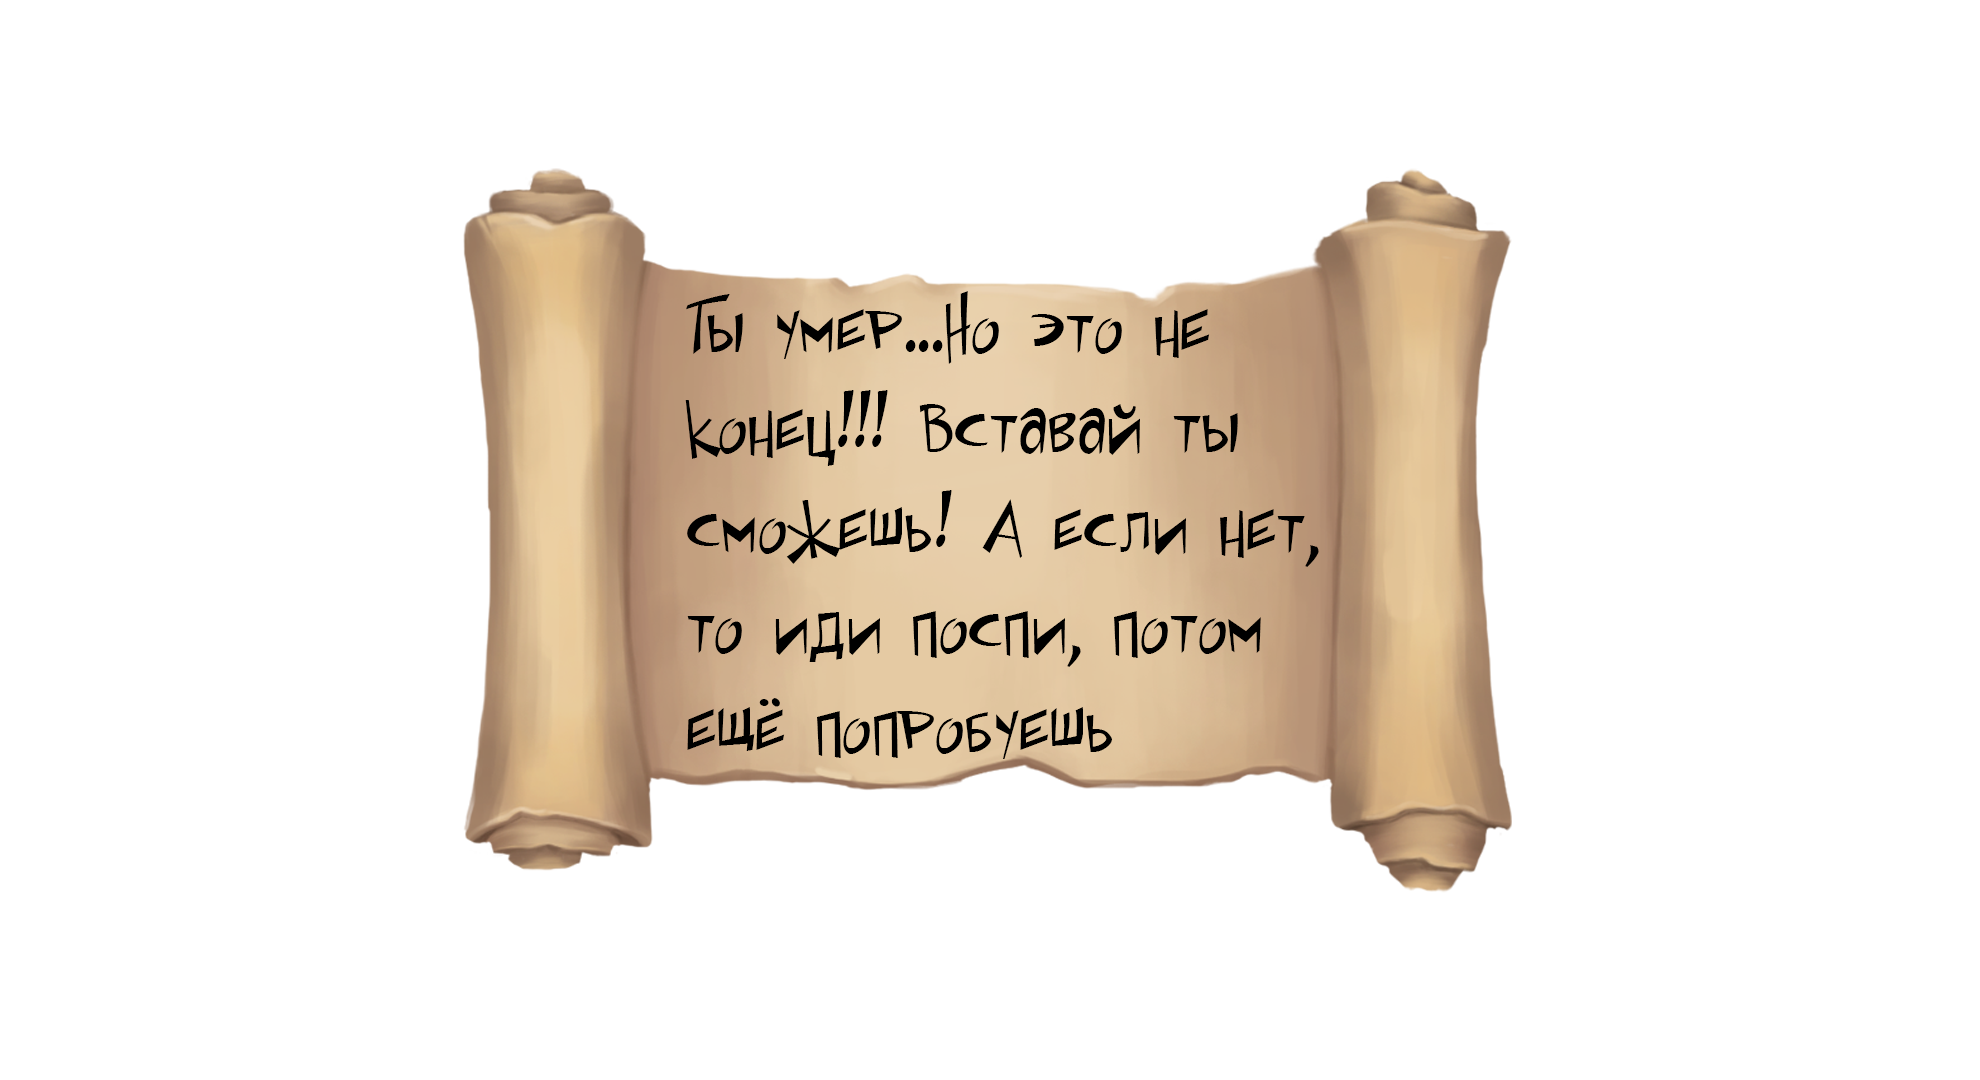 Ты умер...Но это не
конец!!! Вставай ты
сможешь! А если нет,
то иди поспи, потом
ещё попробуешь